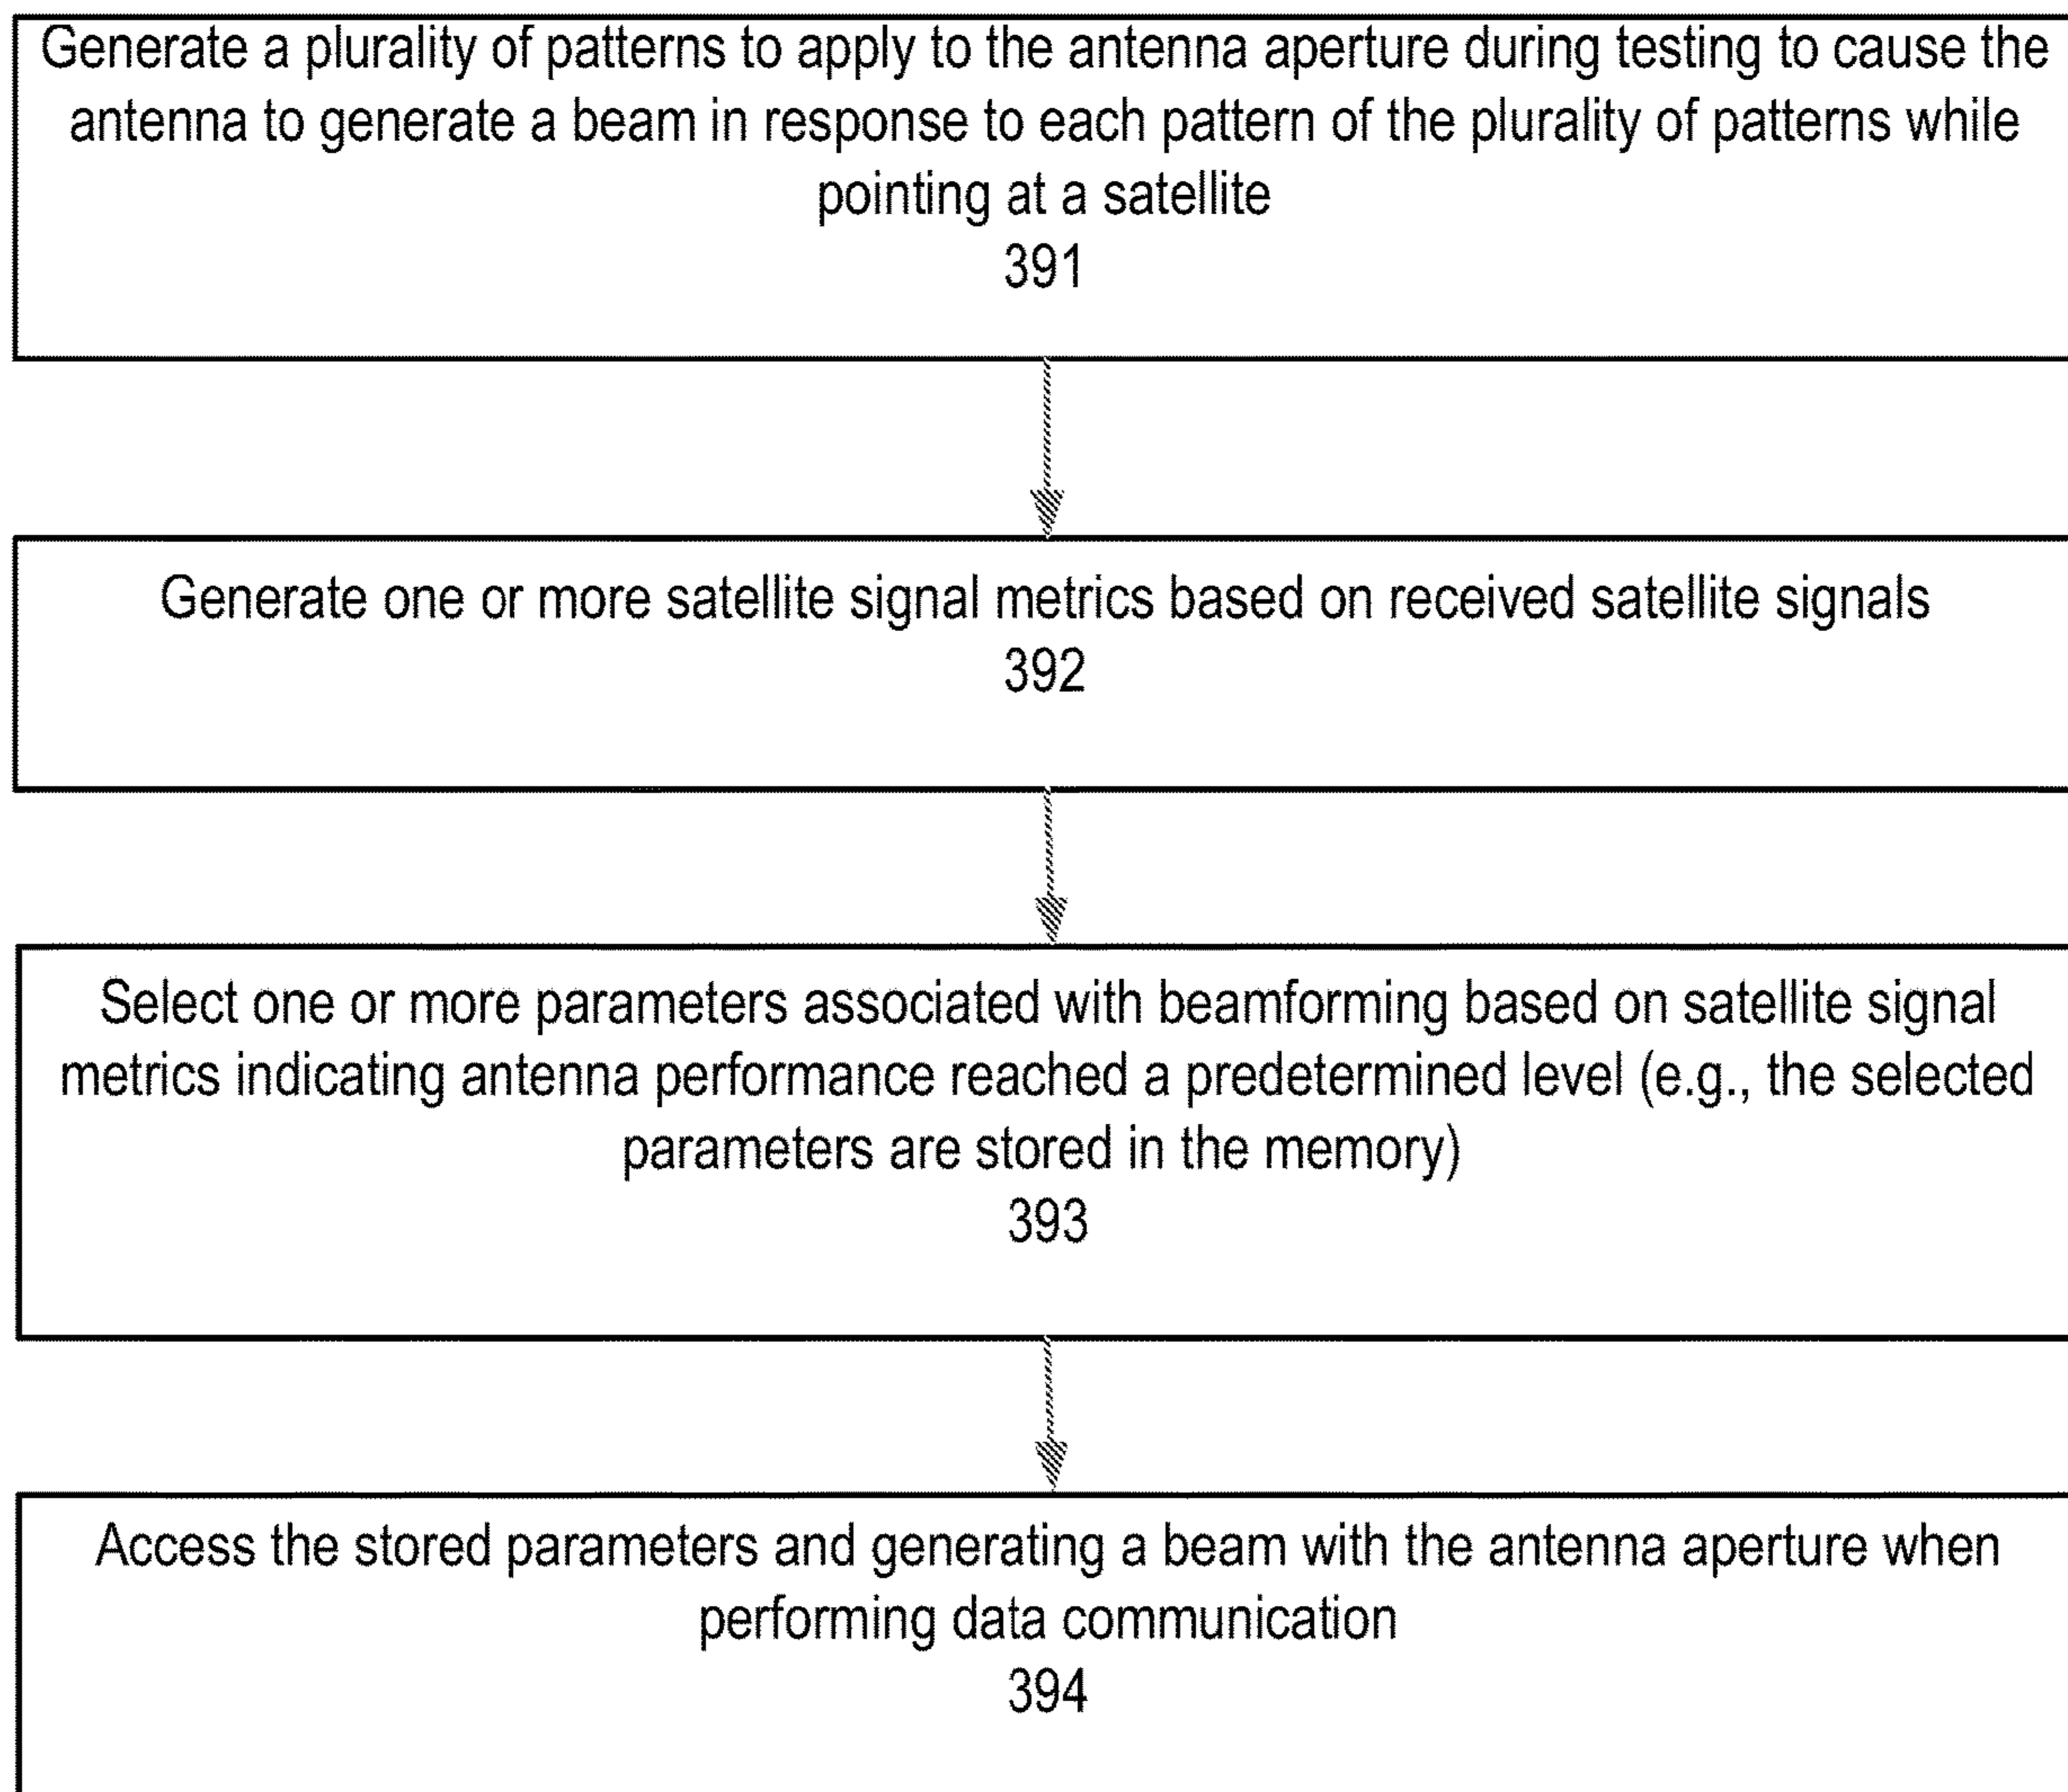 Generate a plurality of patterns to apply to the antenna aperture during testing to cause the
antenna to generate a beam in response to each pattern of the plurality of patterns while
pointing at a satellite
391
Generate one or more satellite signal metrics based on received satellite signals
392
Select one or more parameters associated with beamforming based on satellite signal
metrics indicating antenna performance reached a predetermined level (e.g., the selected
parameters are stored in the memory)
393
Access the stored parameters and generating a beam with the antenna aperture when
performing data communication
394